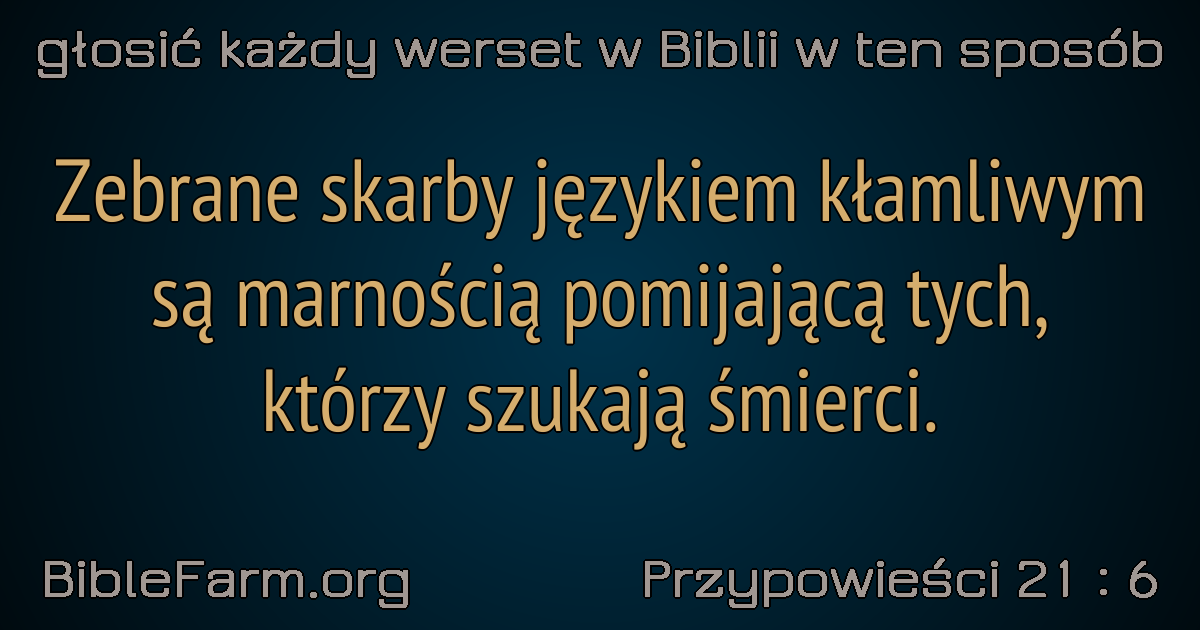 głosić każdy werset w Biblii w ten sposób
Zebrane skarby językiem kłamliwym
są marnością pomijającą tych,
którzy szukają śmierci.
BibleFarm.org
Przypowieści 21 : 6